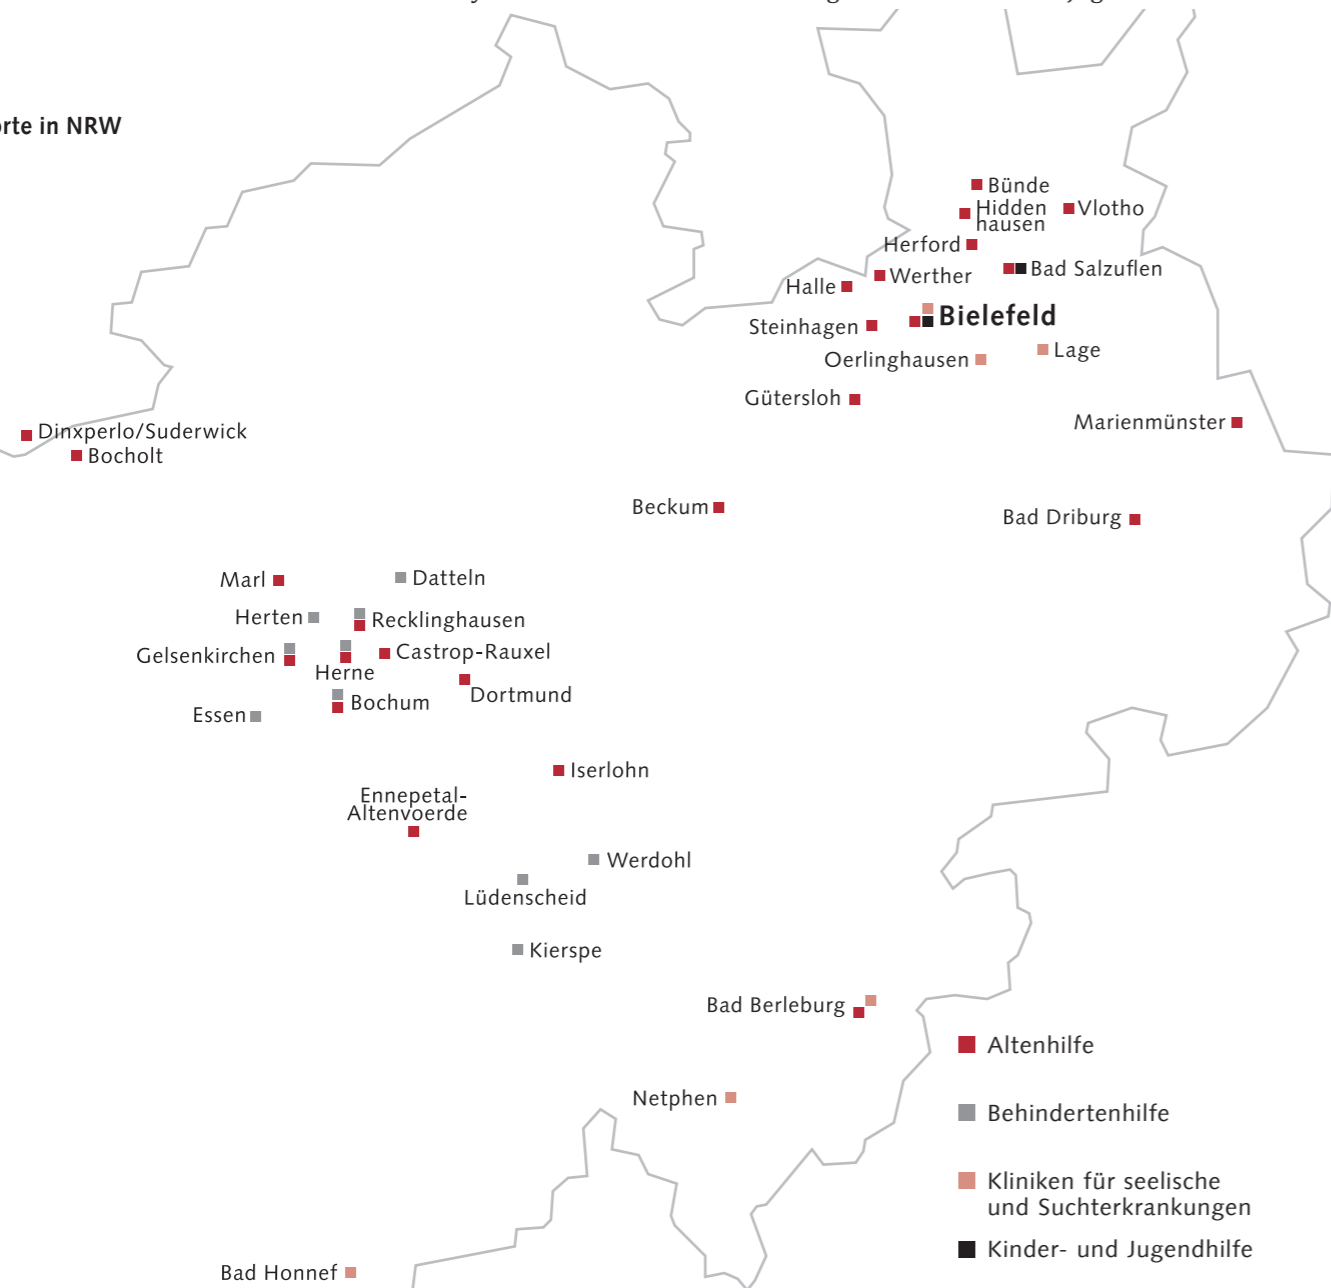 orte in NRW
Bünde
Hidden
hausen
Vlotho
Herford
Bad Salzuflen
Werther
Halle
Bielefeld
Steinhagen
Lage
Oerlinghausen
Gütersloh
Marienmünster
Dinxperlo/Suderwick
Bocholt
Beckum
Bad Driburg
Marl
Datteln
Herten
Recklinghausen
Gelsenkirchen
Castrop-Rauxel
Herne
Dortmund
Bochum
Essen
Iserlohn
Ennepetal-
Altenvoerde
Werdohl
Lüdenscheid
Kierspe
Bad Berleburg
Netphen
Bad Honnef
Altenhilfe
Behindertenhilfe
Kliniken für seelische
und Suchterkrankungen
Kinder- und Jugendhilfe